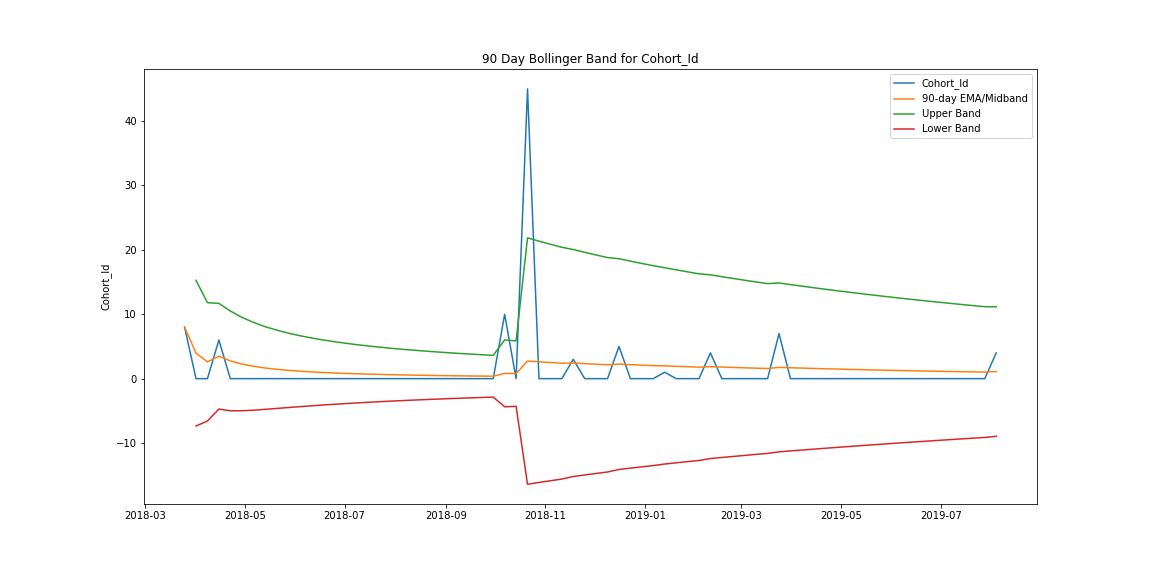 90 Day Bollinger Band for Cohort_Id
Cohort_Id
90-day EMA/Midband
Upper Band
Lower Band
Cohort_Id
40
30
20
10
0
−10
2018-03
2018-05
2018-07
2018-09
2018-11
2019-01
2019-03
2019-05
2019-07